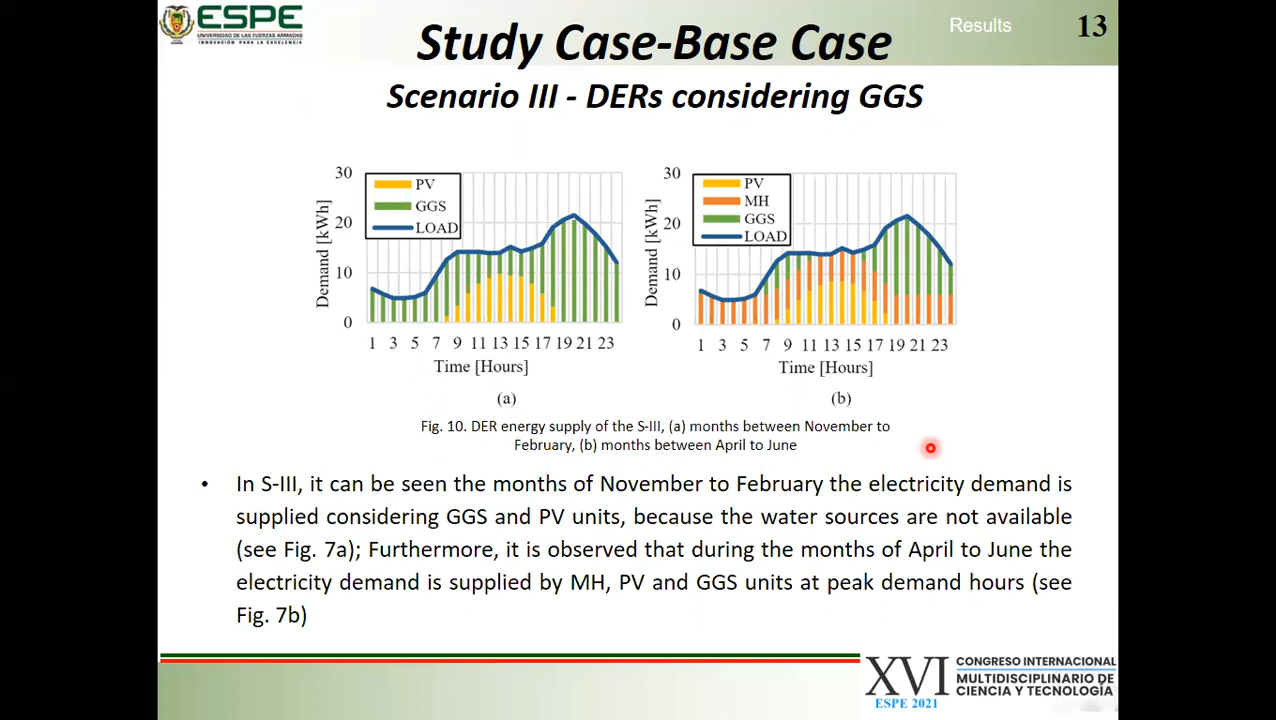 ESPE
UNIVERSIDAD DE LAS FUERZAS ARMADAS
INNOVACIÓN PARA LA EXCELENCIA
Results
13
Study Case-Base Case
Scenario III - DERs considering GGS
30
20
10
0
Demand [kWh]
PV
GGS
LOAD
1 3 5 7 9 11 13 15 17 19 21 23
Time [Hours]
(a)
30
20
10
0
Demand [kWh]
PV
MH
GGS
LOAD
1 3 5 7 9 11 13 15 17 19 21 23
Time [Hours]
(b)
Fig. 10. DER energy supply of the S-III, (a) months between November to
February, (b) months between April to June
• In S-III, it can be seen the months of November to February the electricity demand is
supplied considering GGS and PV units, because the water sources are not available
(see Fig. 7a); Furthermore, it is observed that during the months of April to June the
electricity demand is supplied by MH, PV and GGS units at peak demand hours (see
Fig. 7b)
XVI
ESPE 2021
CONGRESO INTERNACIONAL
MULTIDISCIPLINARIO DE
CIENCIA Y TECNOLOGÍA